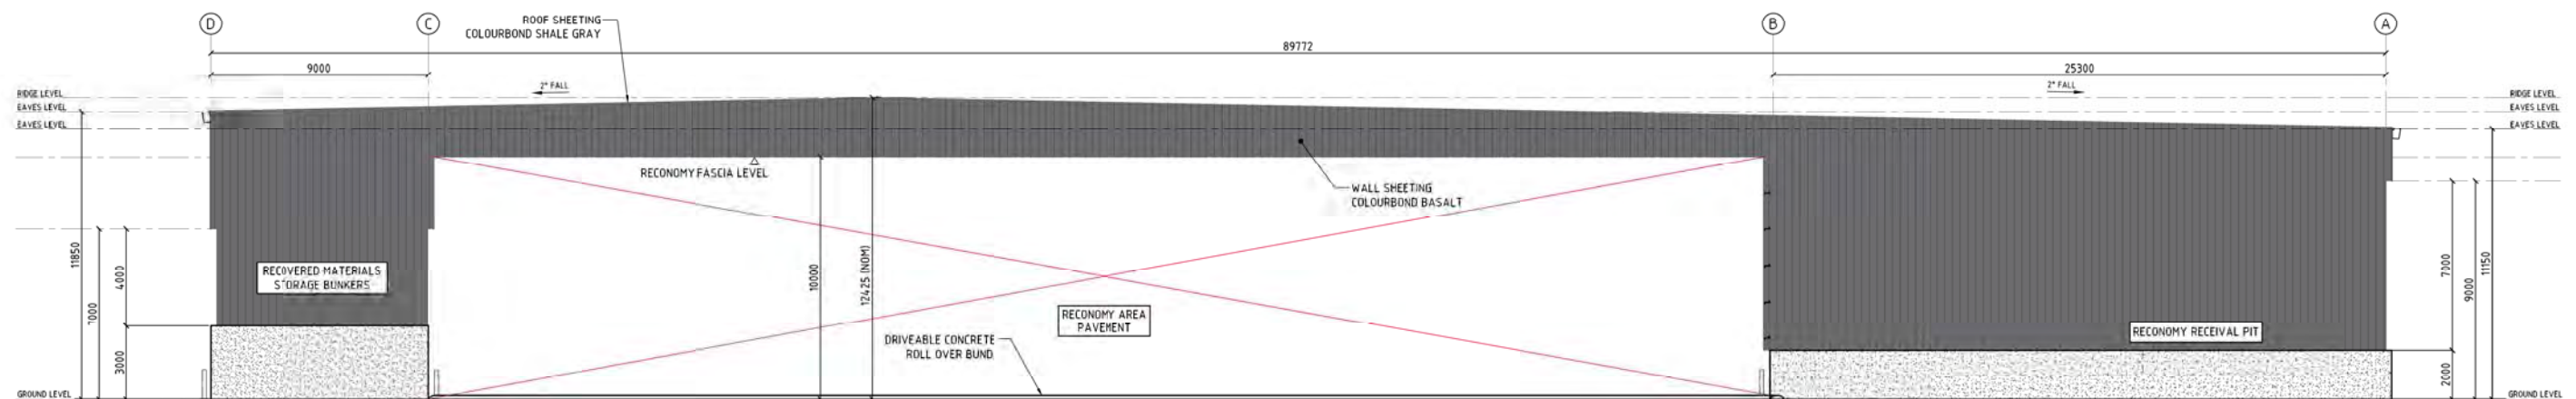 D
C
B
A
ROOF SHEETING
COLOURBOND SHALE GRAY
89772
9000
25300
2° FALL
2° FALL
RIDGE LEVEL
EAVES LEVEL
EAVES LEVEL
RIDGE LEVEL
EAVES LEVEL
EAVES LEVEL
RECONOMY FASCIA LEVEL
WALL SHEETING
COLOURBOND BASALT
11850
7000
4000
3000
10000
12425 (NOM)
7000
9000
11150
2000
RECOVERED MATERIALS
STORAGE BUNKERS
RECONOMY AREA
PAVEMENT
RECONOMY RECEIVAL PIT
DRIVEABLE CONCRETE
ROLL OVER BUND
GROUND LEVEL
GROUND LEVEL